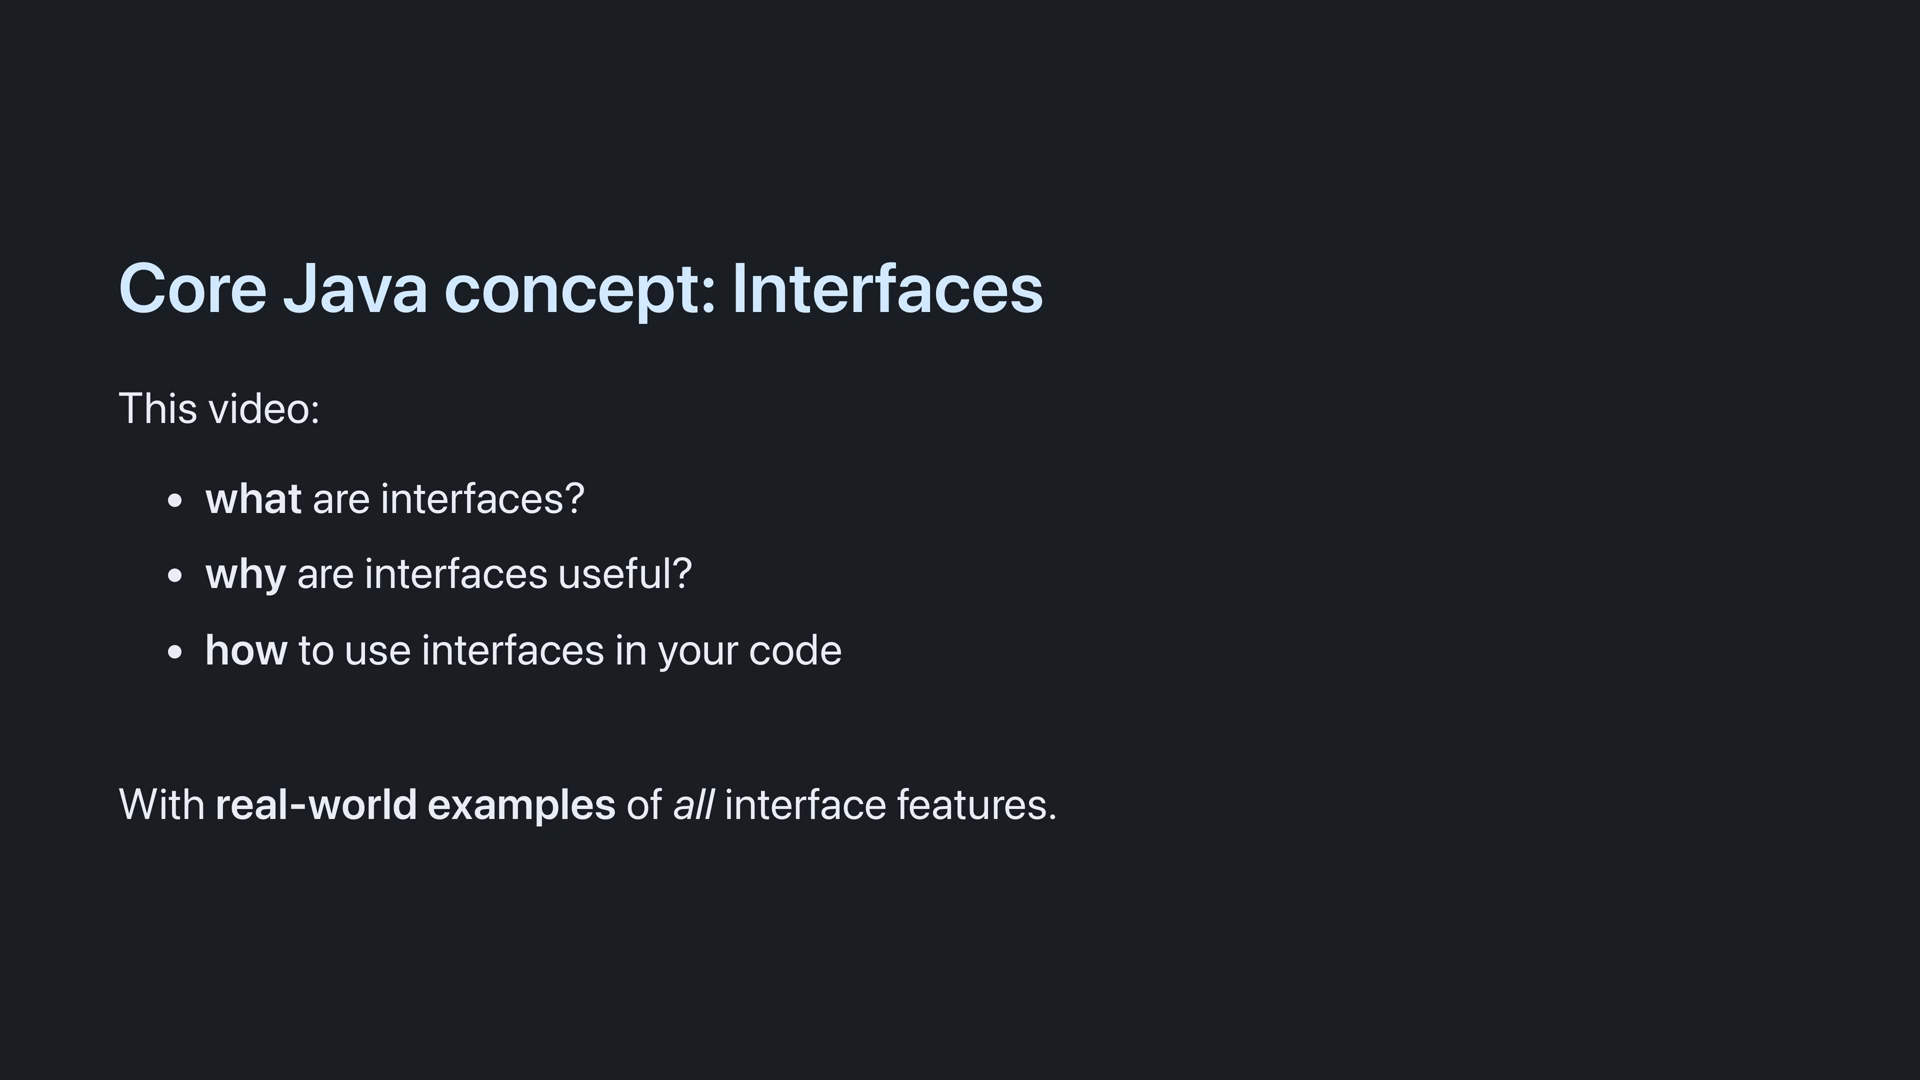 Core Java concept: Interfaces
This video:
• what are interfaces?
• why are interfaces useful?
• how to use interfaces in your code
With real-world examples of all interface features.